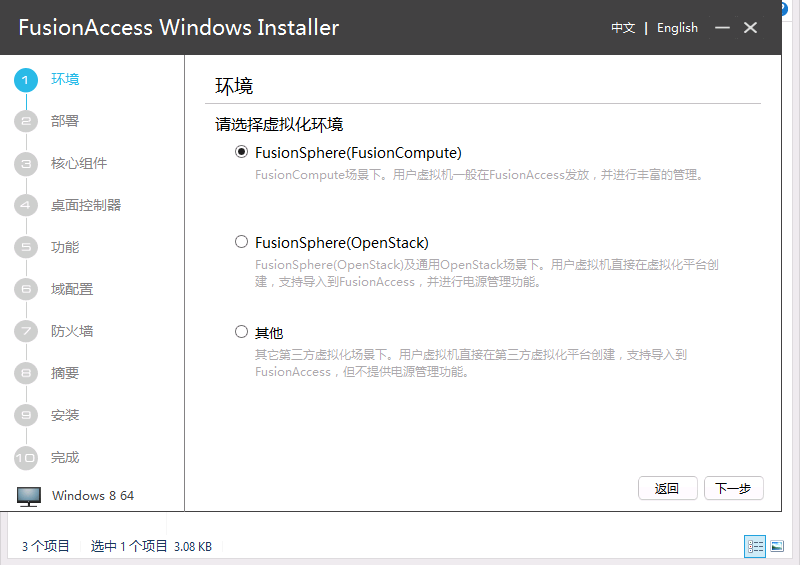 FusionAccess Windows Installer
中文 | English
1 环境
2 部署
3 核心组件
4 桌面控制器
5 功能
6 域配置
7 防火墙
8 摘要
9 安装
10 完成
Windows 8 64
环境
请选择虚拟化环境
FusionSphere(FusionCompute)
FusionCompute场景下。用户虚拟机一般在FusionAccess发放，并进行丰富的管理。
FusionSphere(OpenStack)
FusionSphere(OpenStack)及通用OpenStack场景下。用户虚拟机直接在虚拟化平台创
建，支持导入到FusionAccess，并进行电源管理功能。
其他
其它第三方虚拟化场景下。用户虚拟机直接在第三方虚拟化平台创建，支持导入到
FusionAccess，但不提供电源管理功能。
返回
下一步
3 个项目
选中 1 个项目 3.08 KB